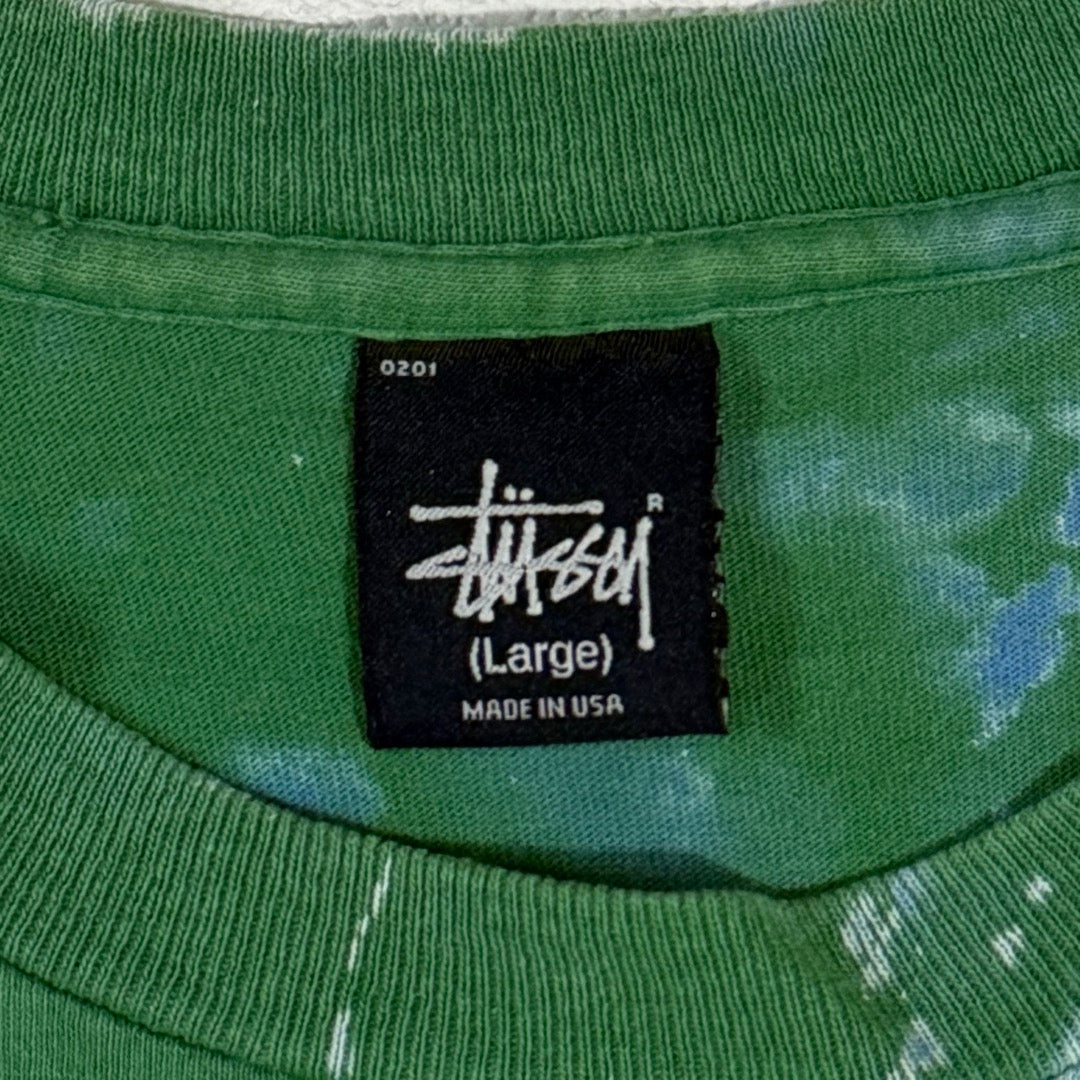 0201
Stüssy R
(Large)
MADE IN USA